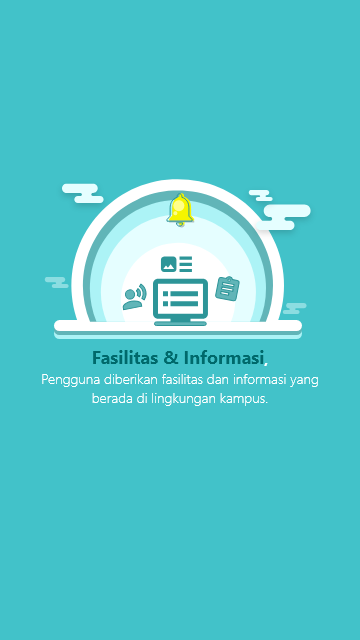 Fasilitas & Informasi,
Pengguna diberikan fasilitas dan informasi yang
berada di lingkungan kampus.